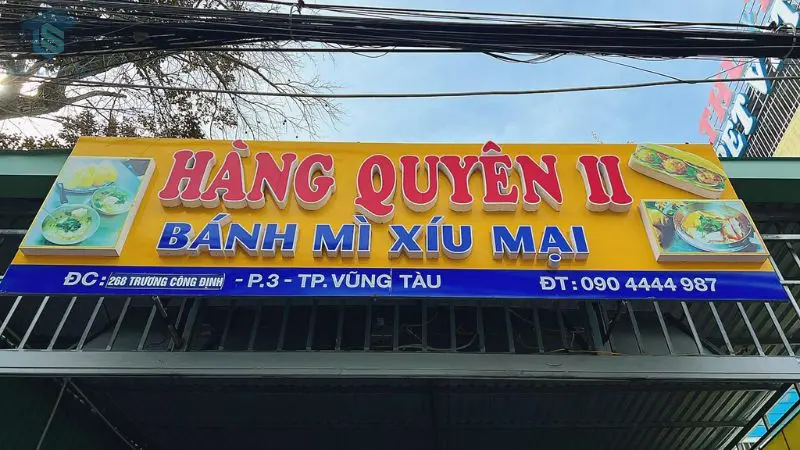 HÀNG QUYÊN II
BÁNH MÌ XÍU MẠI
ĐC: 268 TRƯƠNG CÔNG ĐỊNH - P.3 - TP. VŨNG TÀU
ĐT: 090 4444 987